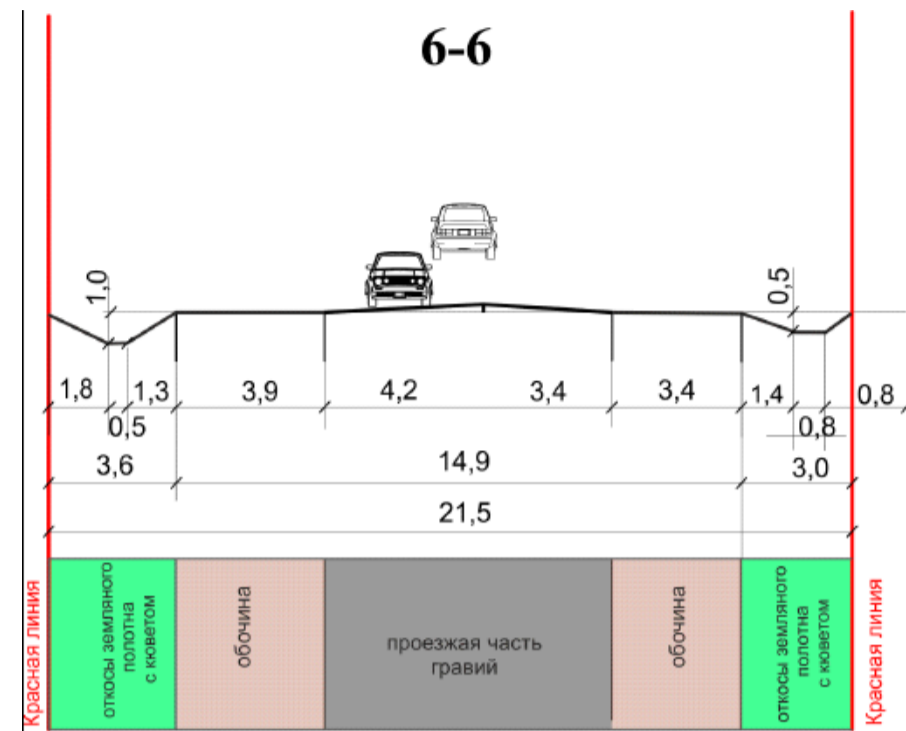 6-6
1,0
0,5
1,8
1,3
3,9
4,2
3,4
3,4
1,4
0,8
0,5
0,8
3,6
14,9
3,0
21,5
Красная линия
откосы земляного
полотна
с кюветом
обочина
проезжая часть
гравий
обочина
откосы земляного
полотна
с кюветом
Красная линия